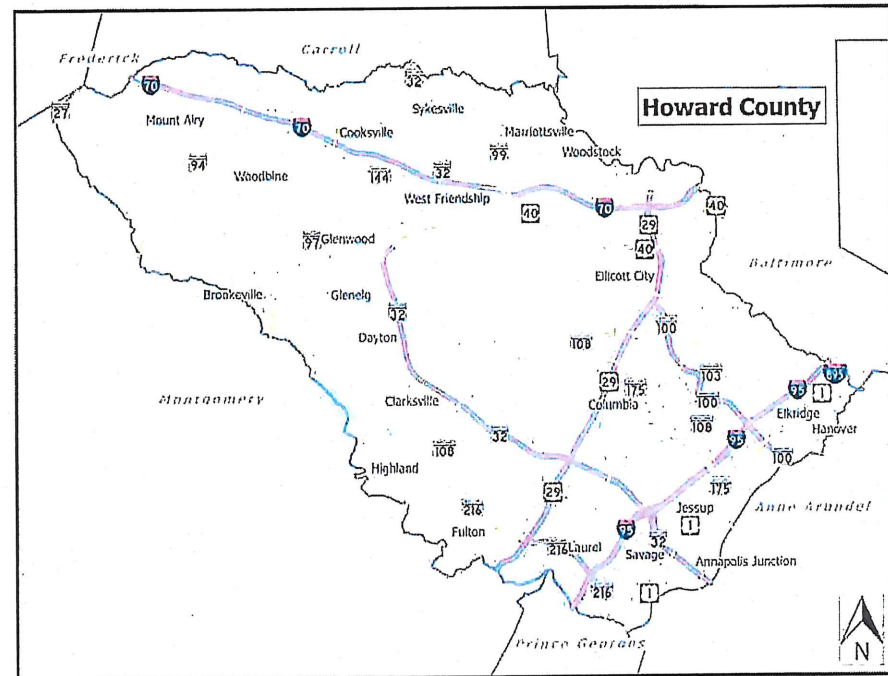 Frederick
Carroll
70
32
27
Sykesville
Howard County
Mount Airy
70
Cooksville
Marriottsville
Woodstock
99
94
Woodbine
144
32
West Friendship
40
70
40
29
97
Glenwood
40
Ellicott City
Baltimore
Brookeville
Glenelg
32
Dayton
100
108
103
29
175
Columbia
695
95
1
Montgomery
Clarksville
100
Elkridge
108
Hanover
32
95
108
100
Highland
29
175
Anne Arundel
216
Jessup
Fulton
95
1
216
Laurel
Savage
32
Annapolis Junction
216
1
Prince Georges
N